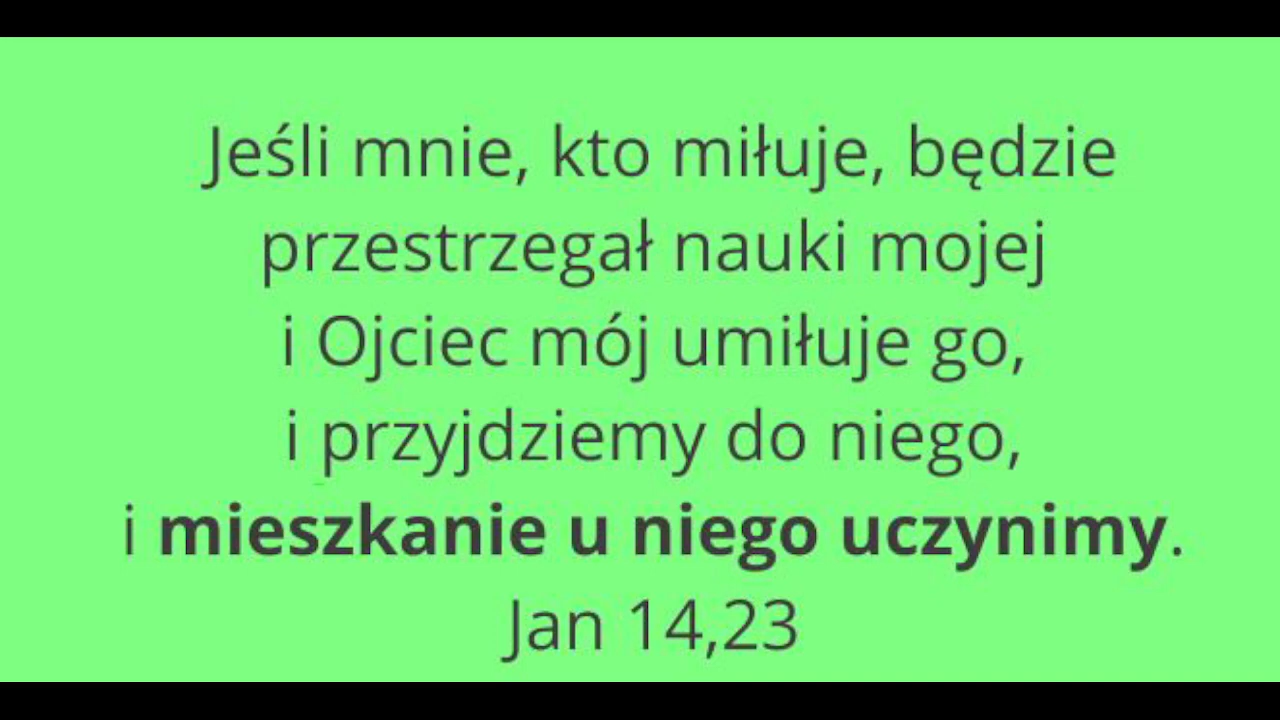 Jeśli mnie, kto miłuje, będzie
przestrzegał nauki mojej
i Ojciec mój umiłuje go,
i przyjdziemy do niego,
i mieszkanie u niego uczynimy.
Jan 14,23